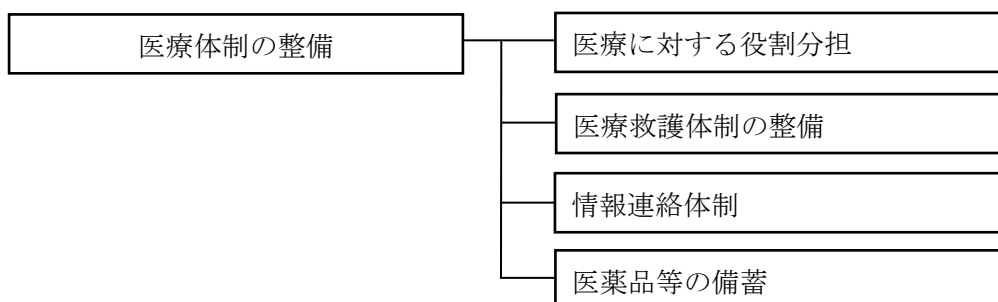 医療体制の整備
医療に対する役割分担
医療救護体制の整備
情報連絡体制
医薬品等の備蓄